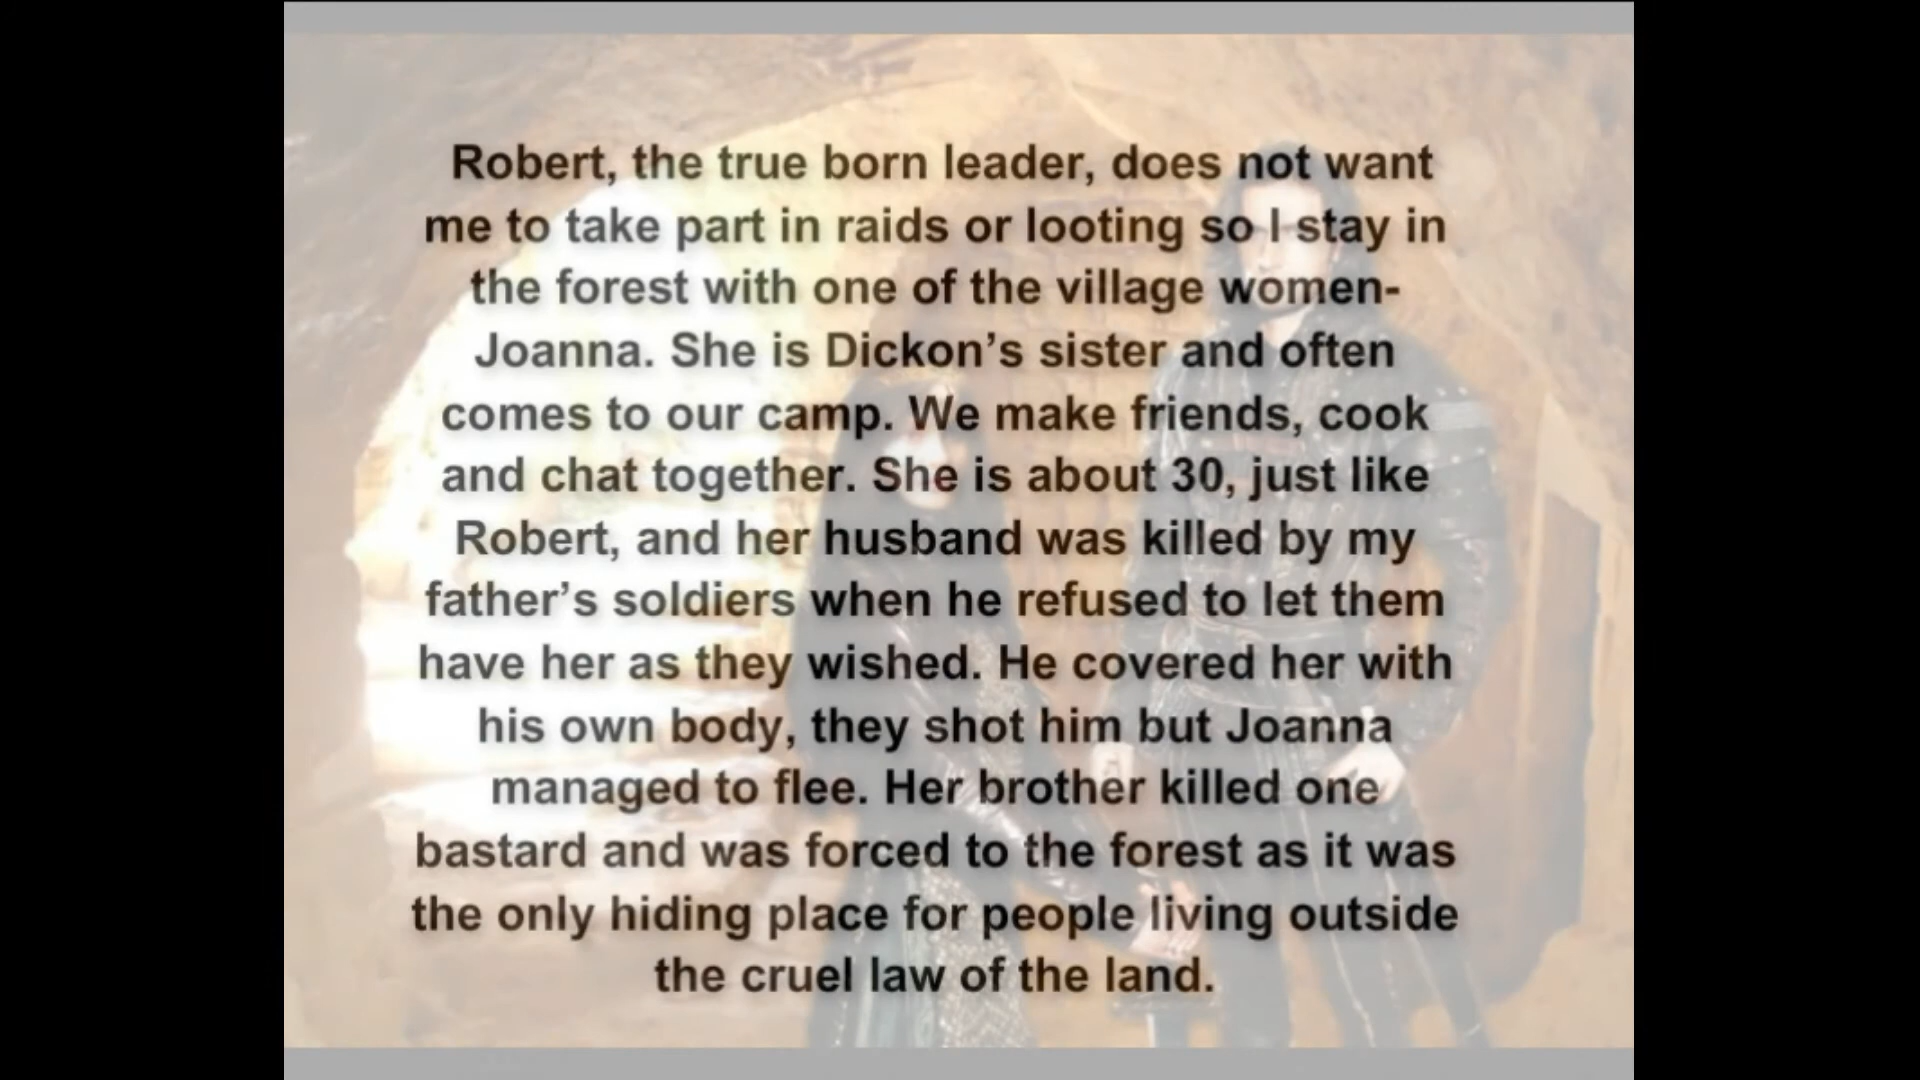 Robert, the true born leader, does not want
me to take part in raids or looting so I stay in
the forest with one of the village women-
Joanna. She is Dickon’s sister and often
comes to our camp. We make friends, cook
and chat together. She is about 30, just like
Robert, and her husband was killed by my
father’s soldiers when he refused to let them
have her as they wished. He covered her with
his own body, they shot him but Joanna
managed to flee. Her brother killed one
bastard and was forced to the forest as it was
the only hiding place for people living outside
the cruel law of the land.